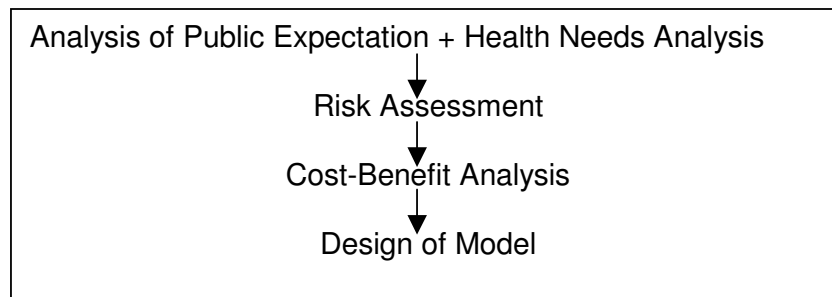 Analysis of Public Expectation + Health Needs Analysis
Risk Assessment
Cost-Benefit Analysis
Design of Model